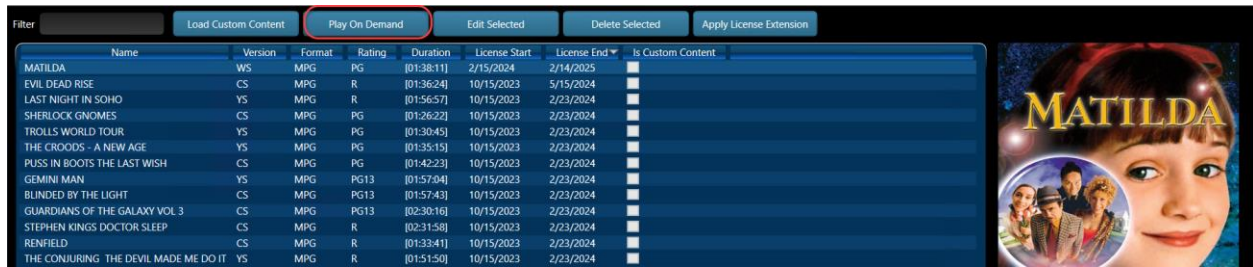 Filter Load Custom Content Play On Demand Edit Selected Delete Selected Apply License Extension
Name Version Format Rating Duration License Start License End Is Custom Content
MATILDA WS MPG PG [01:38:11] 2/15/2024 2/14/2025
EVIL DEAD RISE CS MPG R [01:36:24] 10/15/2023 5/15/2024
LAST NIGHT IN SOHO YS MPG R [01:56:57] 10/15/2023 2/23/2024
SHERLOCK GNOMES CS MPG PG [01:26:22] 10/15/2023 2/23/2024
TROLLS WORLD TOUR YS MPG PG [01:30:45] 10/15/2023 2/23/2024
THE CROODS - A NEW AGE YS MPG PG [01:35:15] 10/15/2023 2/23/2024
PUSS IN BOOTS THE LAST WISH CS MPG PG [01:42:23] 10/15/2023 2/23/2024
GEMINI MAN YS MPG PG13 [01:57:04] 10/15/2023 2/23/2024
BLINDED BY THE LIGHT CS MPG PG13 [01:57:43] 10/15/2023 2/23/2024
GUARDIANS OF THE GALAXY VOL 3 CS MPG PG13 [02:30:16] 10/15/2023 2/23/2024
STEPHEN KINGS DOCTOR SLEEP CS MPG R [02:31:58] 10/15/2023 2/23/2024
RENFIELD CS MPG R [01:33:41] 10/15/2023 2/23/2024
THE CONJURING THE DEVIL MADE ME DO IT YS MPG R [01:51:50] 10/15/2023 2/23/2024
MATILDA